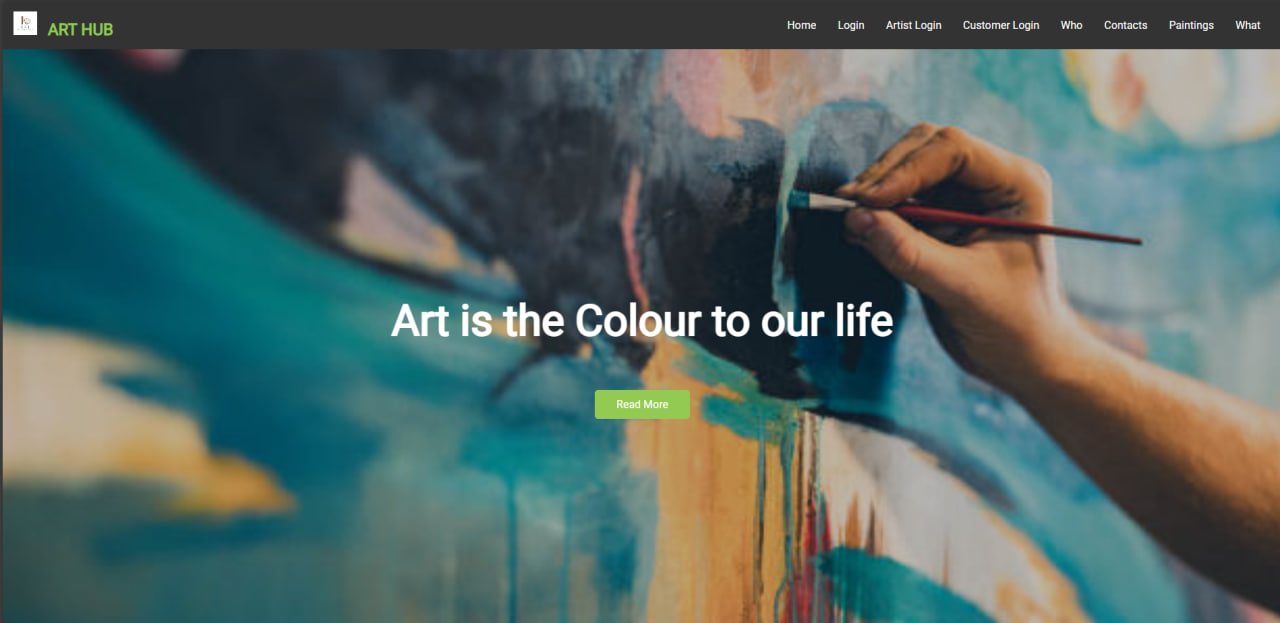 ART HUB
Home Login Artist Login Customer Login Who Contacts Paintings What
Art is the Colour to our life
Read More